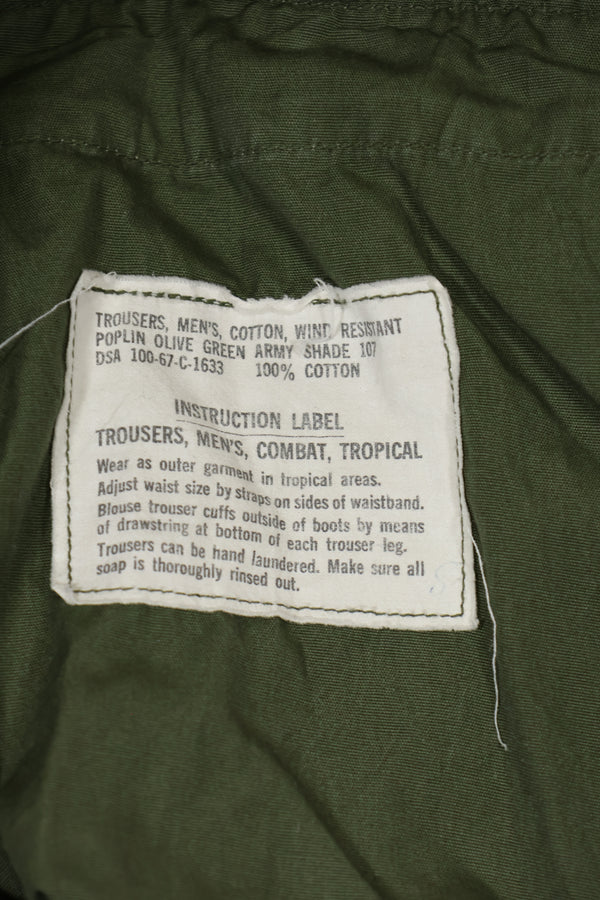 TROUSERS, MEN'S, COTTON, WIND RESISTANT
POPLIN OLIVE GREEN ARMY SHADE 107
DSA 100-67-C-1633 100% COTTON
INSTRUCTION LABEL
TROUSERS, MEN'S, COMBAT, TROPICAL
Wear as outer garment in tropical areas.
Adjust waist size by straps on sides of waistband.
Blouse trouser cuffs outside of boots by means
of drawstring at bottom of each trouser leg.
Trousers can be hand laundered. Make sure all
soap is thoroughly rinsed out.